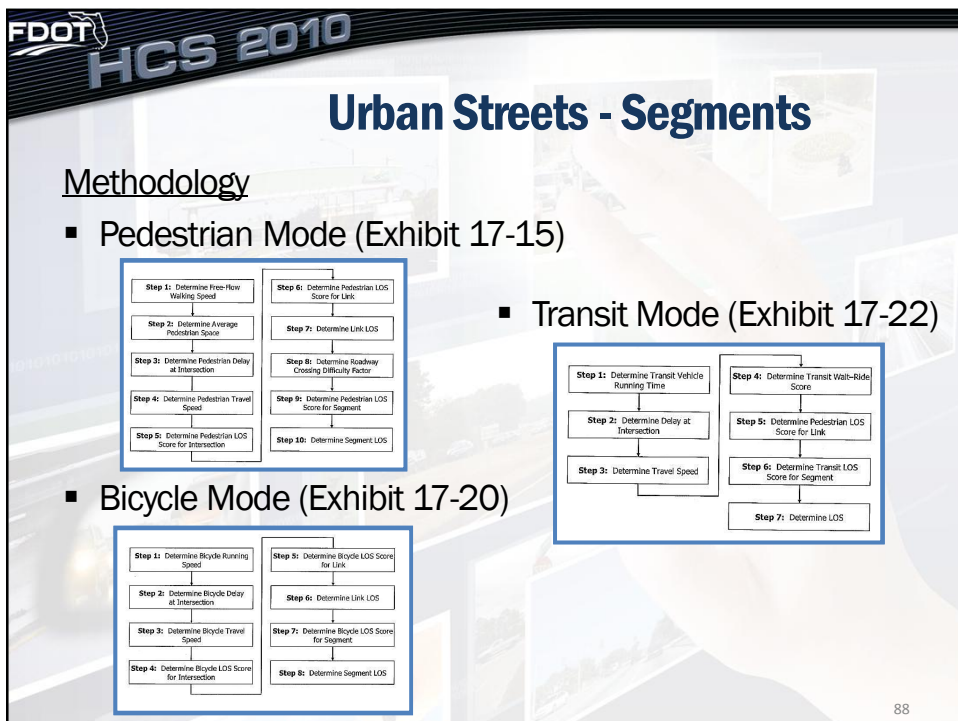 FDOT
HCS 2010
Urban Streets - Segments
Methodology
▪ Pedestrian Mode (Exhibit 17-15)
Step 1: Determine Free-Flow
Walking Speed
Step 2: Determine Average
Pedestrian Space
Step 3: Determine Pedestrian Delay
at Intersection
Step 4: Determine Pedestrian Travel
Speed
Step 5: Determine Pedestrian LOS
Score for Intersection
Step 6: Determine Pedestrian LOS
Score for Link
Step 7: Determine Link LOS
Step 8: Determine Roadway
Crossing Difficulty Factor
Step 9: Determine Pedestrian LOS
Score for Segment
Step 10: Determine Segment LOS
▪ Bicycle Mode (Exhibit 17-20)
Step 1: Determine Bicycle Running
Speed
Step 2: Determine Bicycle Delay
at Intersection
Step 3: Determine Bicycle Travel
Speed
Step 4: Determine Bicycle LOS Score
for Intersection
Step 5: Determine Bicycle LOS Score
for Link
Step 6: Determine Link LOS
Step 7: Determine Bicycle LOS Score
for Segment
Step 8: Determine Segment LOS
▪ Transit Mode (Exhibit 17-22)
Step 1: Determine Transit Vehicle
Running Time
Step 2: Determine Delay at
Intersection
Step 3: Determine Travel Speed
Step 4: Determine Transit Wait–Ride
Score
Step 5: Determine Pedestrian LOS
Score for Link
Step 6: Determine Transit LOS
Score for Segment
Step 7: Determine LOS
88